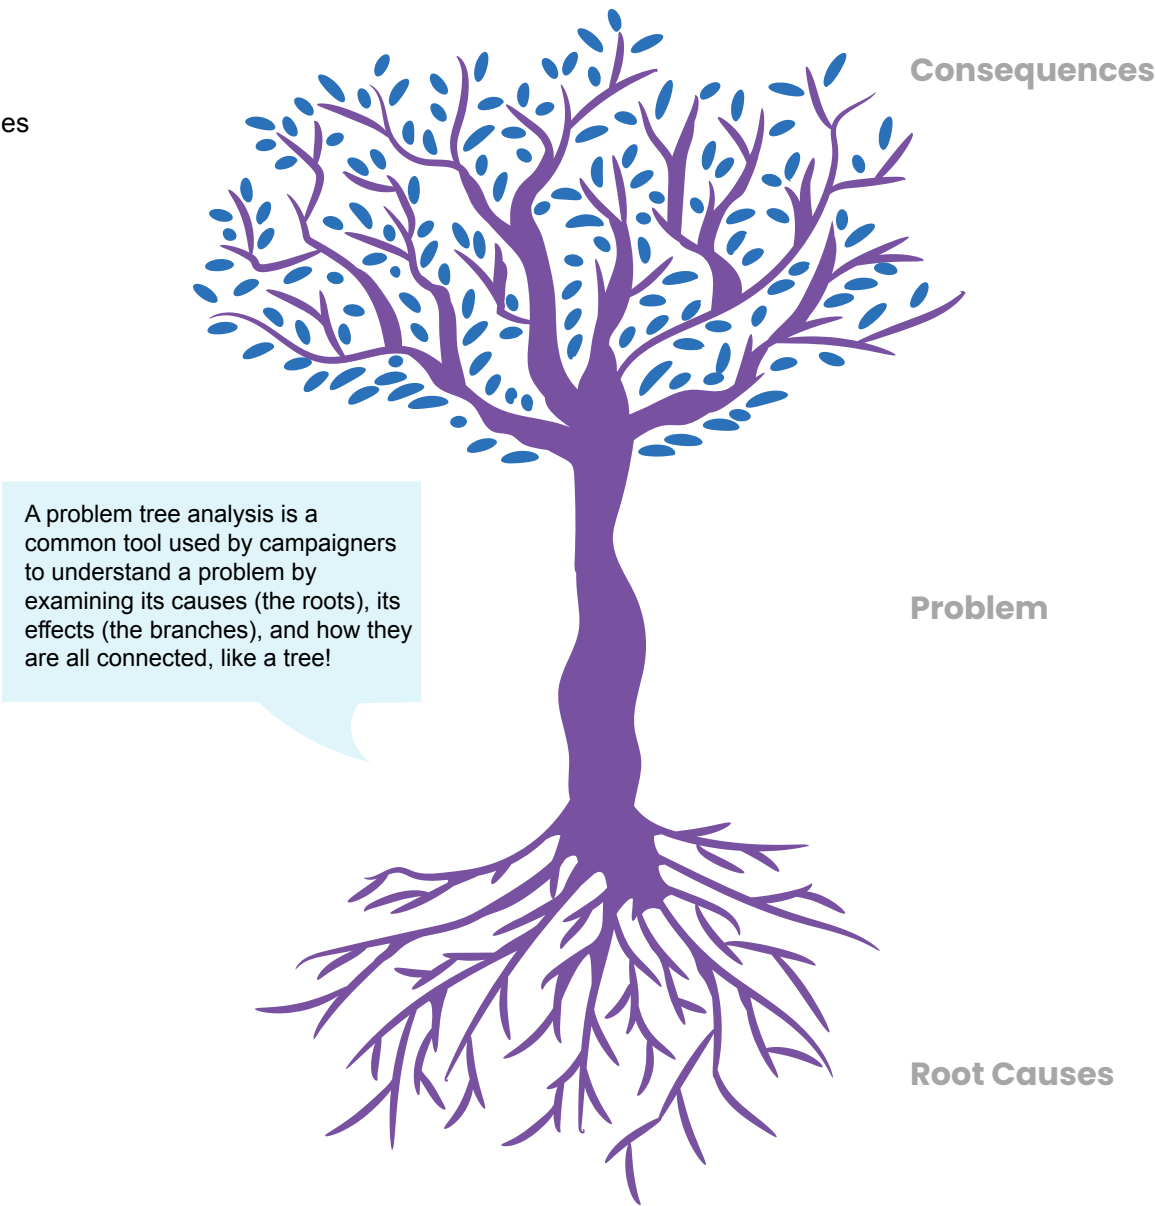 Consequences
es
A problem tree analysis is a
common tool used by campaigners
to understand a problem by
examining its causes (the roots), its
effects (the branches), and how they
are all connected, like a tree!
Problem
Root Causes